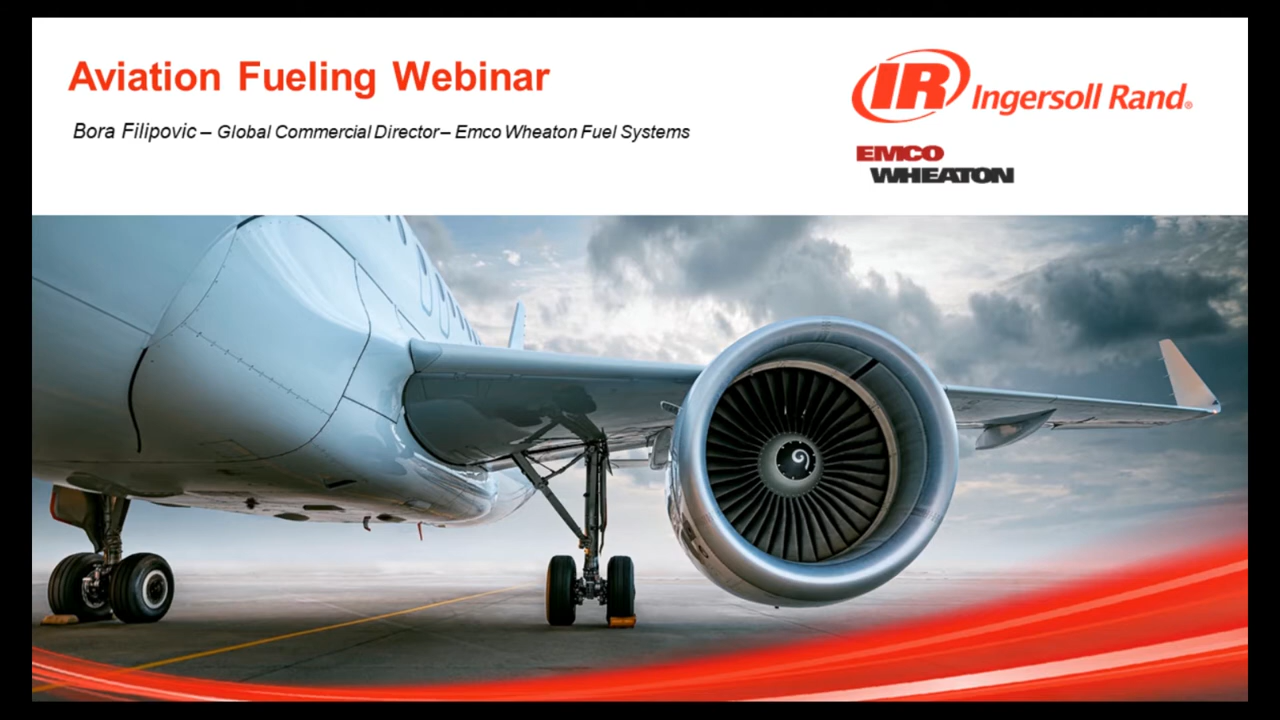 Aviation Fueling Webinar
Bora Filipovic – Global Commercial Director– Emco Wheaton Fuel Systems
IR Ingersoll Rand®
EMCO
WHEATON